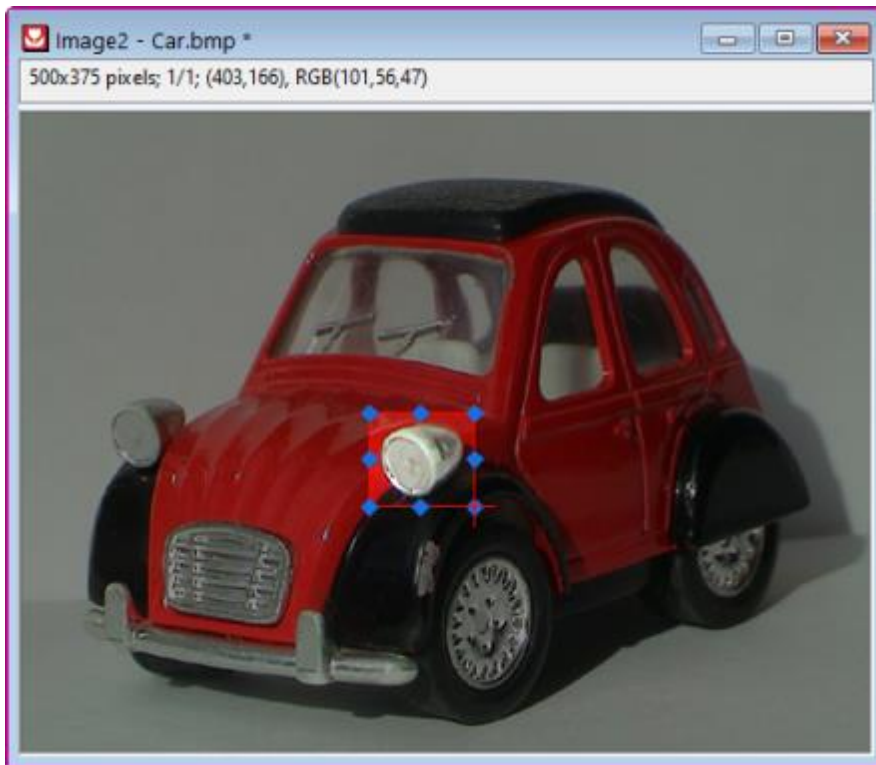 Image2 - Car.bmp *
500x375 pixels; 1/1; (403,166), RGB(101,56,47)